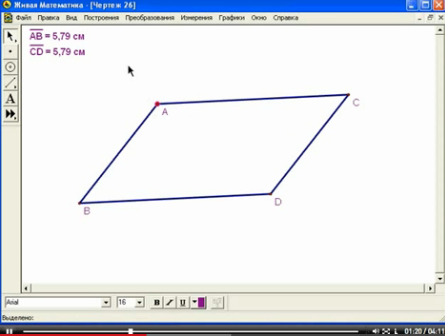 Живая Математика - [Чертеж 26]
Файл Правка Вид Построения Преобразования Измерения Графики Окно Справка
AB = 5,79 см
CD = 5,79 см
A
C
B
D
A
Arial 16 B I U
Выделено:
01:20 / 04:11